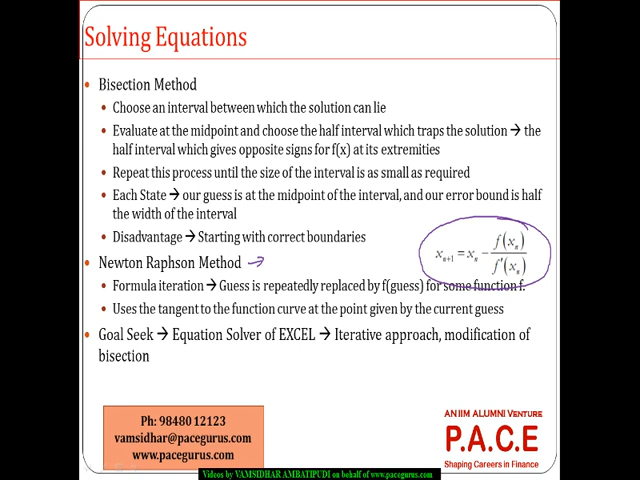 Solving Equations
• Bisection Method
• Choose an interval between which the solution can lie
• Evaluate at the midpoint and choose the half interval which traps the solution → the
half interval which gives opposite signs for f(x) at its extremities
• Repeat this process until the size of the interval is as small as required
• Each State → our guess is at the midpoint of the interval, and our error bound is half
the width of the interval
• Disadvantage → Starting with correct boundaries
xₙ₊₁ = xₙ − f(xₙ) / f'(xₙ)
• Newton Raphson Method →
• Formula iteration → Guess is repeatedly replaced by f(guess) for some function f.
• Uses the tangent to the function curve at the point given by the current guess
• Goal Seek → Equation Solver of EXCEL → Iterative approach, modification of
bisection
Ph: 98480 12123
vamsidhar@pacegurus.com
www.pacegurus.com
AN IIM ALUMNI VENTURE
P.A.C.E
Shaping Careers in Finance
Videos by VAMSIDHAR AMBATIPUDI on behalf of www.pacegurus.com